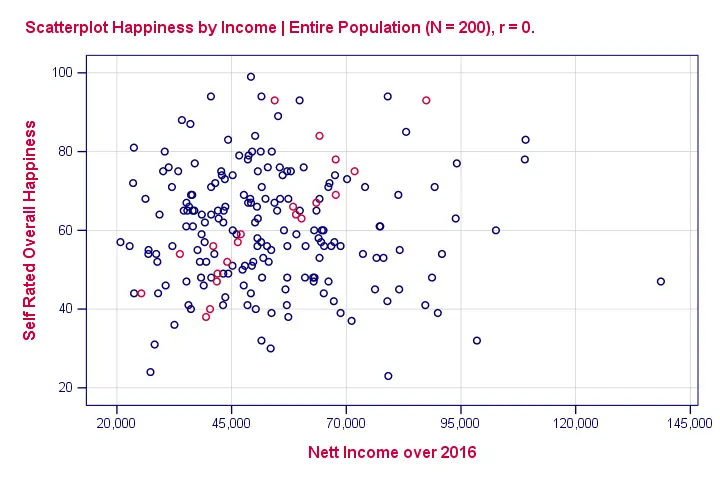 Scatterplot Happiness by Income | Entire Population (N = 200), r = 0.
Self Rated Overall Happiness
100
80
60
40
20
20,000 45,000 70,000 95,000 120,000 145,000
Nett Income over 2016